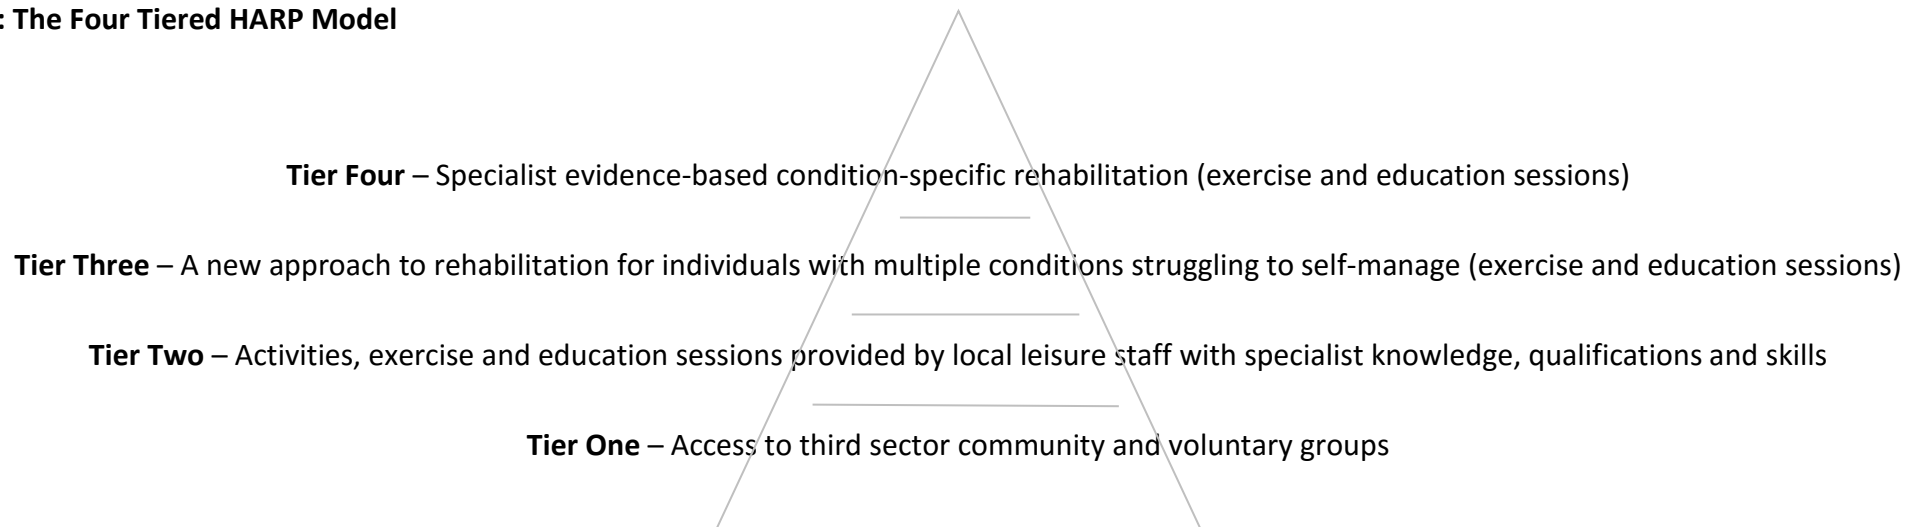 : The Four Tiered HARP Model
Tier Four – Specialist evidence-based condition-specific rehabilitation (exercise and education sessions)
Tier Three – A new approach to rehabilitation for individuals with multiple conditions struggling to self-manage (exercise and education sessions)
Tier Two – Activities, exercise and education sessions provided by local leisure staff with specialist knowledge, qualifications and skills
Tier One – Access to third sector community and voluntary groups